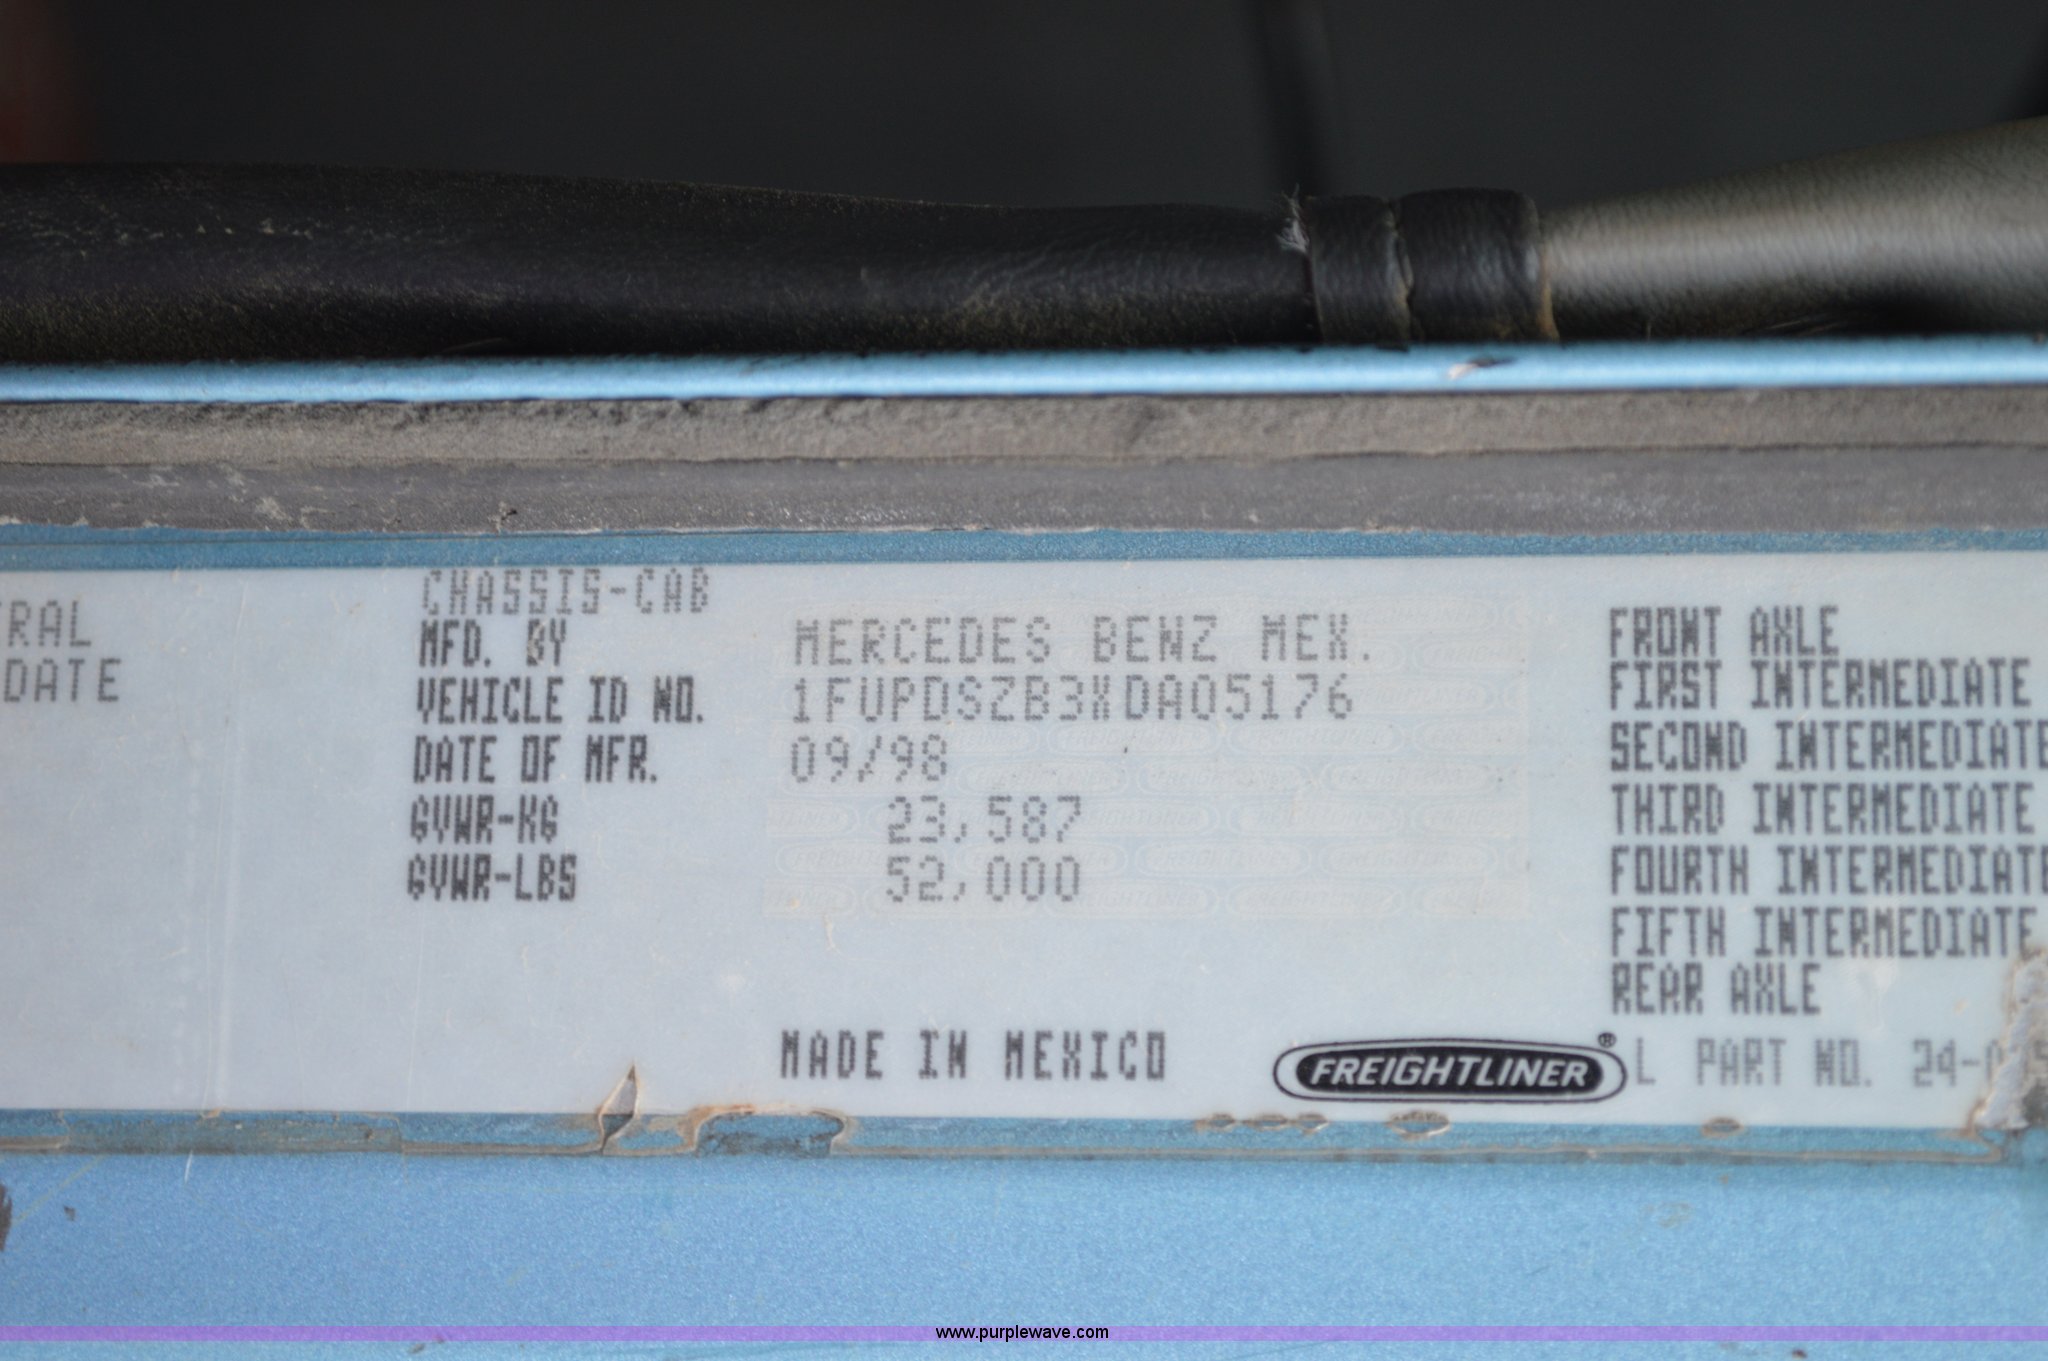 RAL
DATE
CHASSIS-CAB
MFD. BY MERCEDES BENZ MEX.
VEHICLE ID NO. 1FUPDSZB3XDA05176
DATE OF MFR. 09/98
GVWR-KG 23,587
GVWR-LBS 52,000
MADE IN MEXICO
FREIGHTLINER®
FRONT AXLE
FIRST INTERMEDIATE
SECOND INTERMEDIATE
THIRD INTERMEDIATE
FOURTH INTERMEDIATE
FIFTH INTERMEDIATE
REAR AXLE
L PART NO. 24-
www.purplewave.com